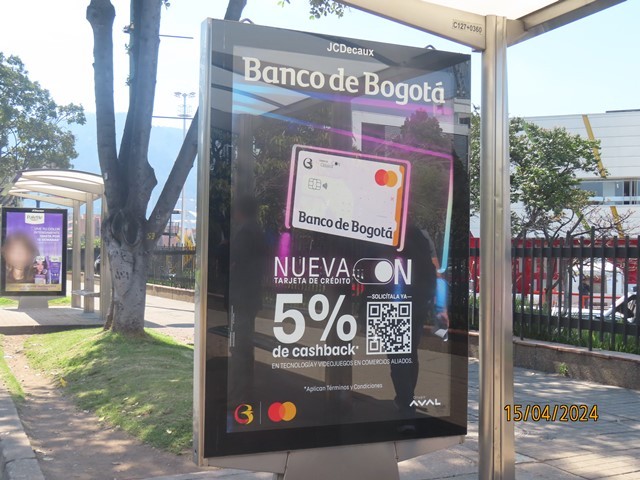 C127+0360
JCDecaux
Banco de Bogotá
Banco de Bogotá
NUEVA ON
TARJETA DE CRÉDITO
5%
de cashback*
SOLICÍTALA YA
EN TECNOLOGÍA Y VIDEOJUEGOS EN COMERCIOS ALIADOS.
*Aplican Términos y Condiciones
AVAL
15/04/2024